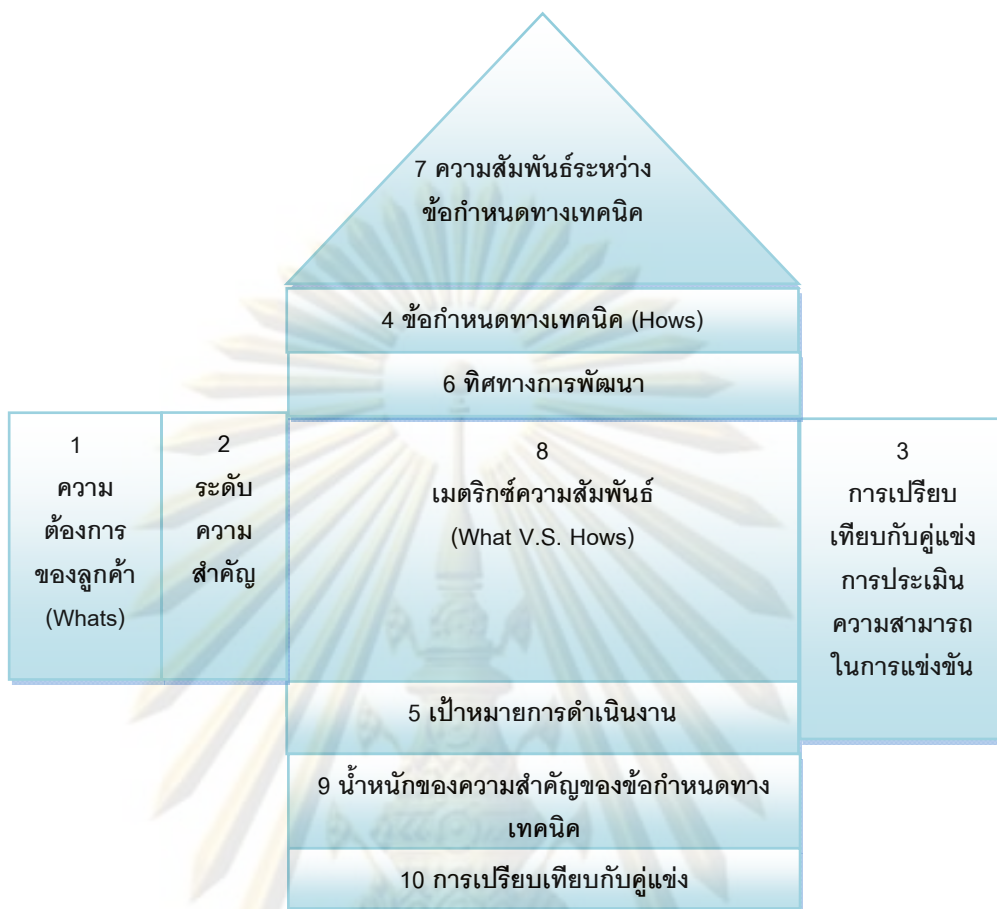 7 ความสัมพันธ์ระหว่าง
ข้อกำหนดทางเทคนิค
4 ข้อกำหนดทางเทคนิค (Hows)
6 ทิศทางการพัฒนา
1
ความ
ต้องการ
ของลูกค้า
(Whats)
2
ระดับ
ความ
สำคัญ
8
เมตริกซ์ความสัมพันธ์
(What V.S. Hows)
3
การเปรียบ
เทียบกับคู่แข่ง
การประเมิน
ความสามารถ
ในการแข่งขัน
5 เป้าหมายการดำเนินงาน
9 น้ำหนักของความสำคัญของข้อกำหนดทาง
เทคนิค
10 การเปรียบเทียบกับคู่แข่ง